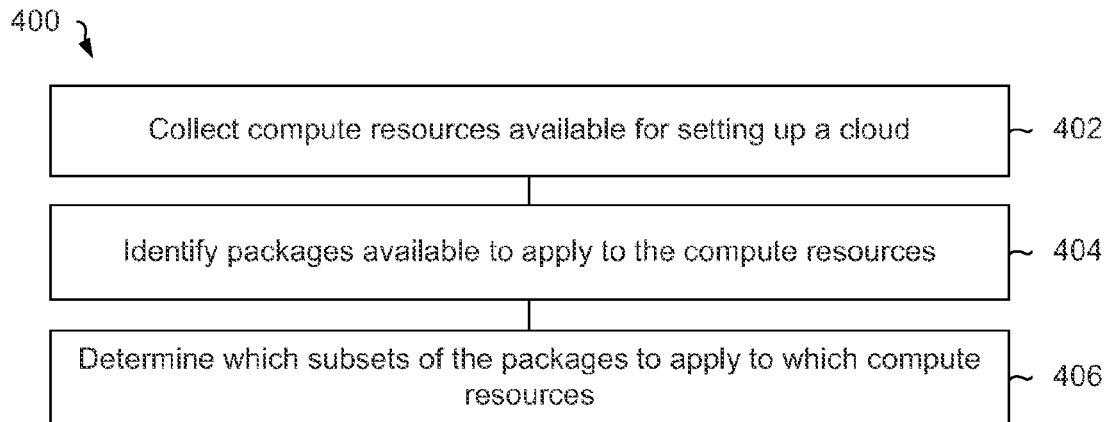 400
Collect compute resources available for setting up a cloud
402
Identify packages available to apply to the compute resources
404
Determine which subsets of the packages to apply to which compute
resources
406